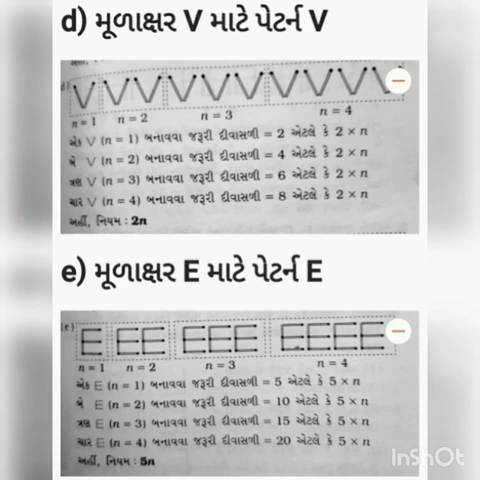 d) મૂળાક્ષર V માટે પેટર્ન V
n = 1 n = 2 n = 3 n = 4
એક V (n = 1) બનાવવા જરૂરી દીવાસળી = 2 એટલે કે 2 × n
બે V (n = 2) બનાવવા જરૂરી દીવાસળી = 4 એટલે કે 2 × n
ત્રણ V (n = 3) બનાવવા જરૂરી દીવાસળી = 6 એટલે કે 2 × n
ચાર V (n = 4) બનાવવા જરૂરી દીવાસળી = 8 એટલે કે 2 × n
અહીં, નિયમ : 2n
e) મૂળાક્ષર E માટે પેટર્ન E
(e) E EE EEE EEEE
n = 1 n = 2 n = 3 n = 4
એક E (n = 1) બનાવવા જરૂરી દીવાસળી = 5 એટલે કે 5 × n
બે E (n = 2) બનાવવા જરૂરી દીવાસળી = 10 એટલે કે 5 × n
ત્રણ E (n = 3) બનાવવા જરૂરી દીવાસળી = 15 એટલે કે 5 × n
ચાર E (n = 4) બનાવવા જરૂરી દીવાસળી = 20 એટલે કે 5 × n
અહીં, નિયમ : 5n
InShOt